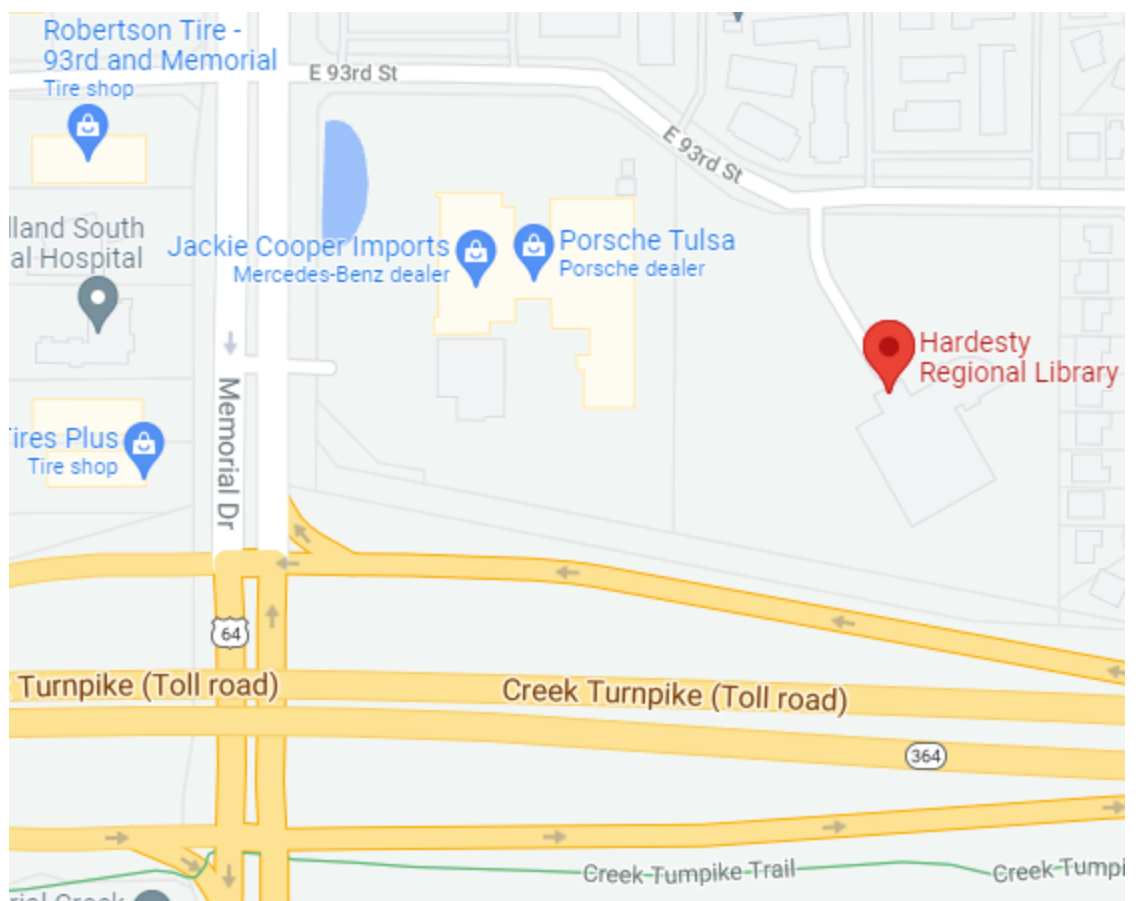 Robertson Tire -
93rd and Memorial
Tire shop
E 93rd St
E 93rd St
lland South
al Hospital
Jackie Cooper Imports
Mercedes-Benz dealer
Porsche Tulsa
Porsche dealer
Hardesty
Regional Library
Memorial Dr
Tires Plus
Tire shop
64
Turnpike (Toll road)
Creek Turnpike (Toll road)
364
Creek Turnpike Trail
Creek Turnpi
rial Creek